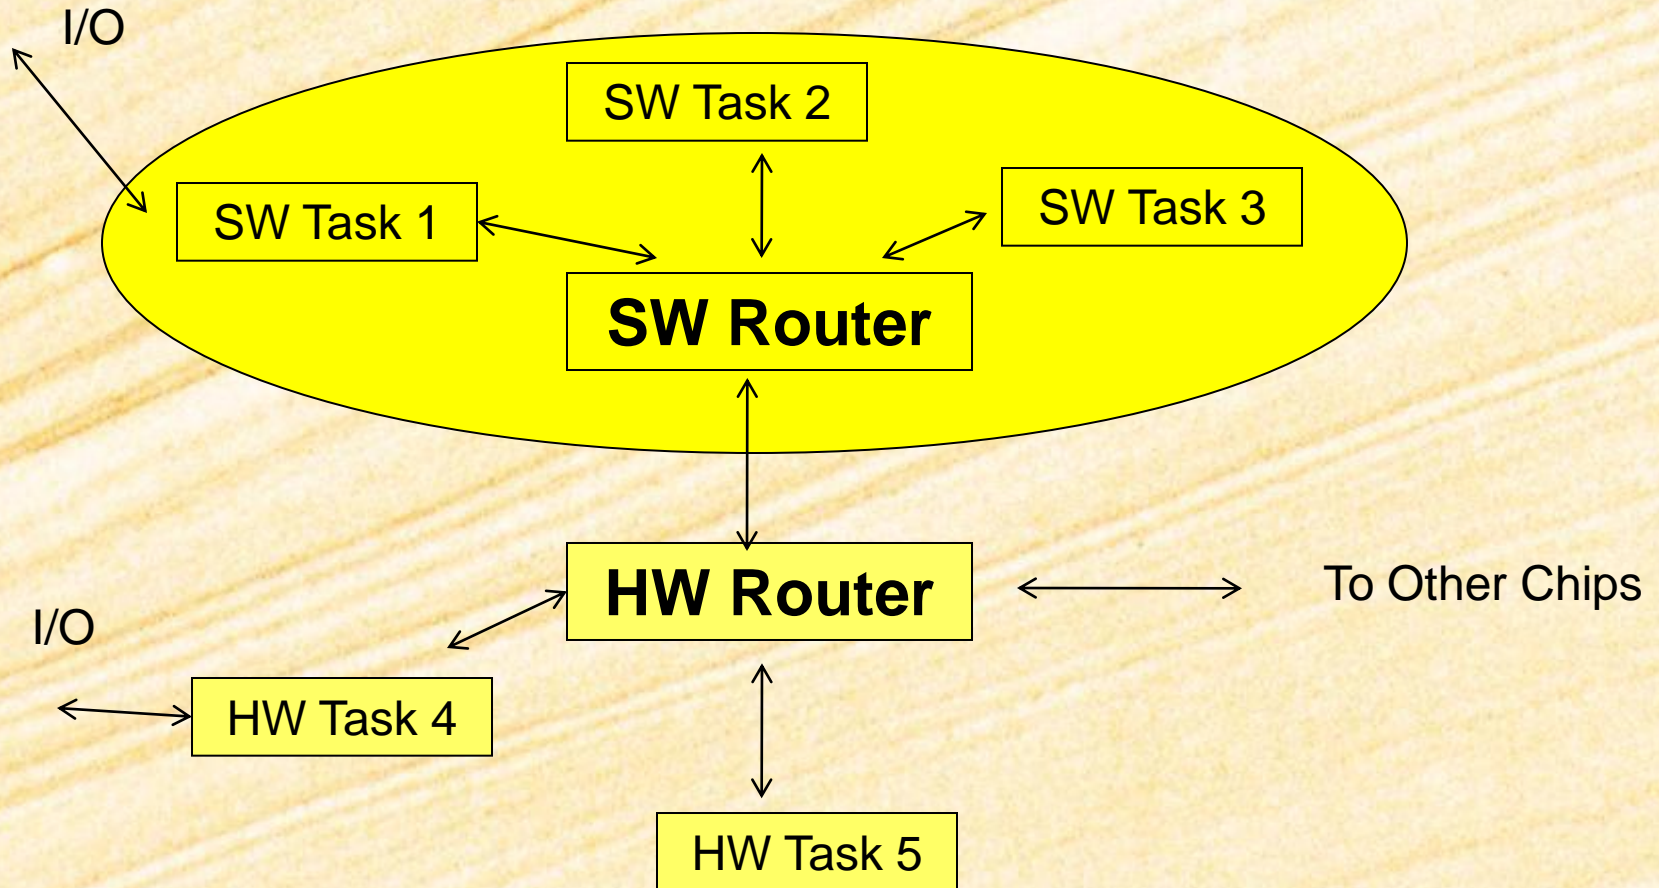 I/O
SW Task 2
SW Task 1
SW Task 3
SW Router
HW Router
To Other Chips
I/O
HW Task 4
HW Task 5